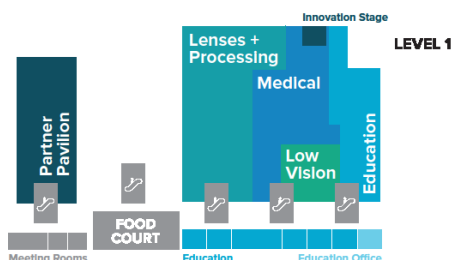 Innovation Stage
LEVEL 1
Lenses +
Processing
Medical
Partner
Pavilion
Low
Vision
Education
FOOD
COURT
Meeting Rooms
Education
Education Office